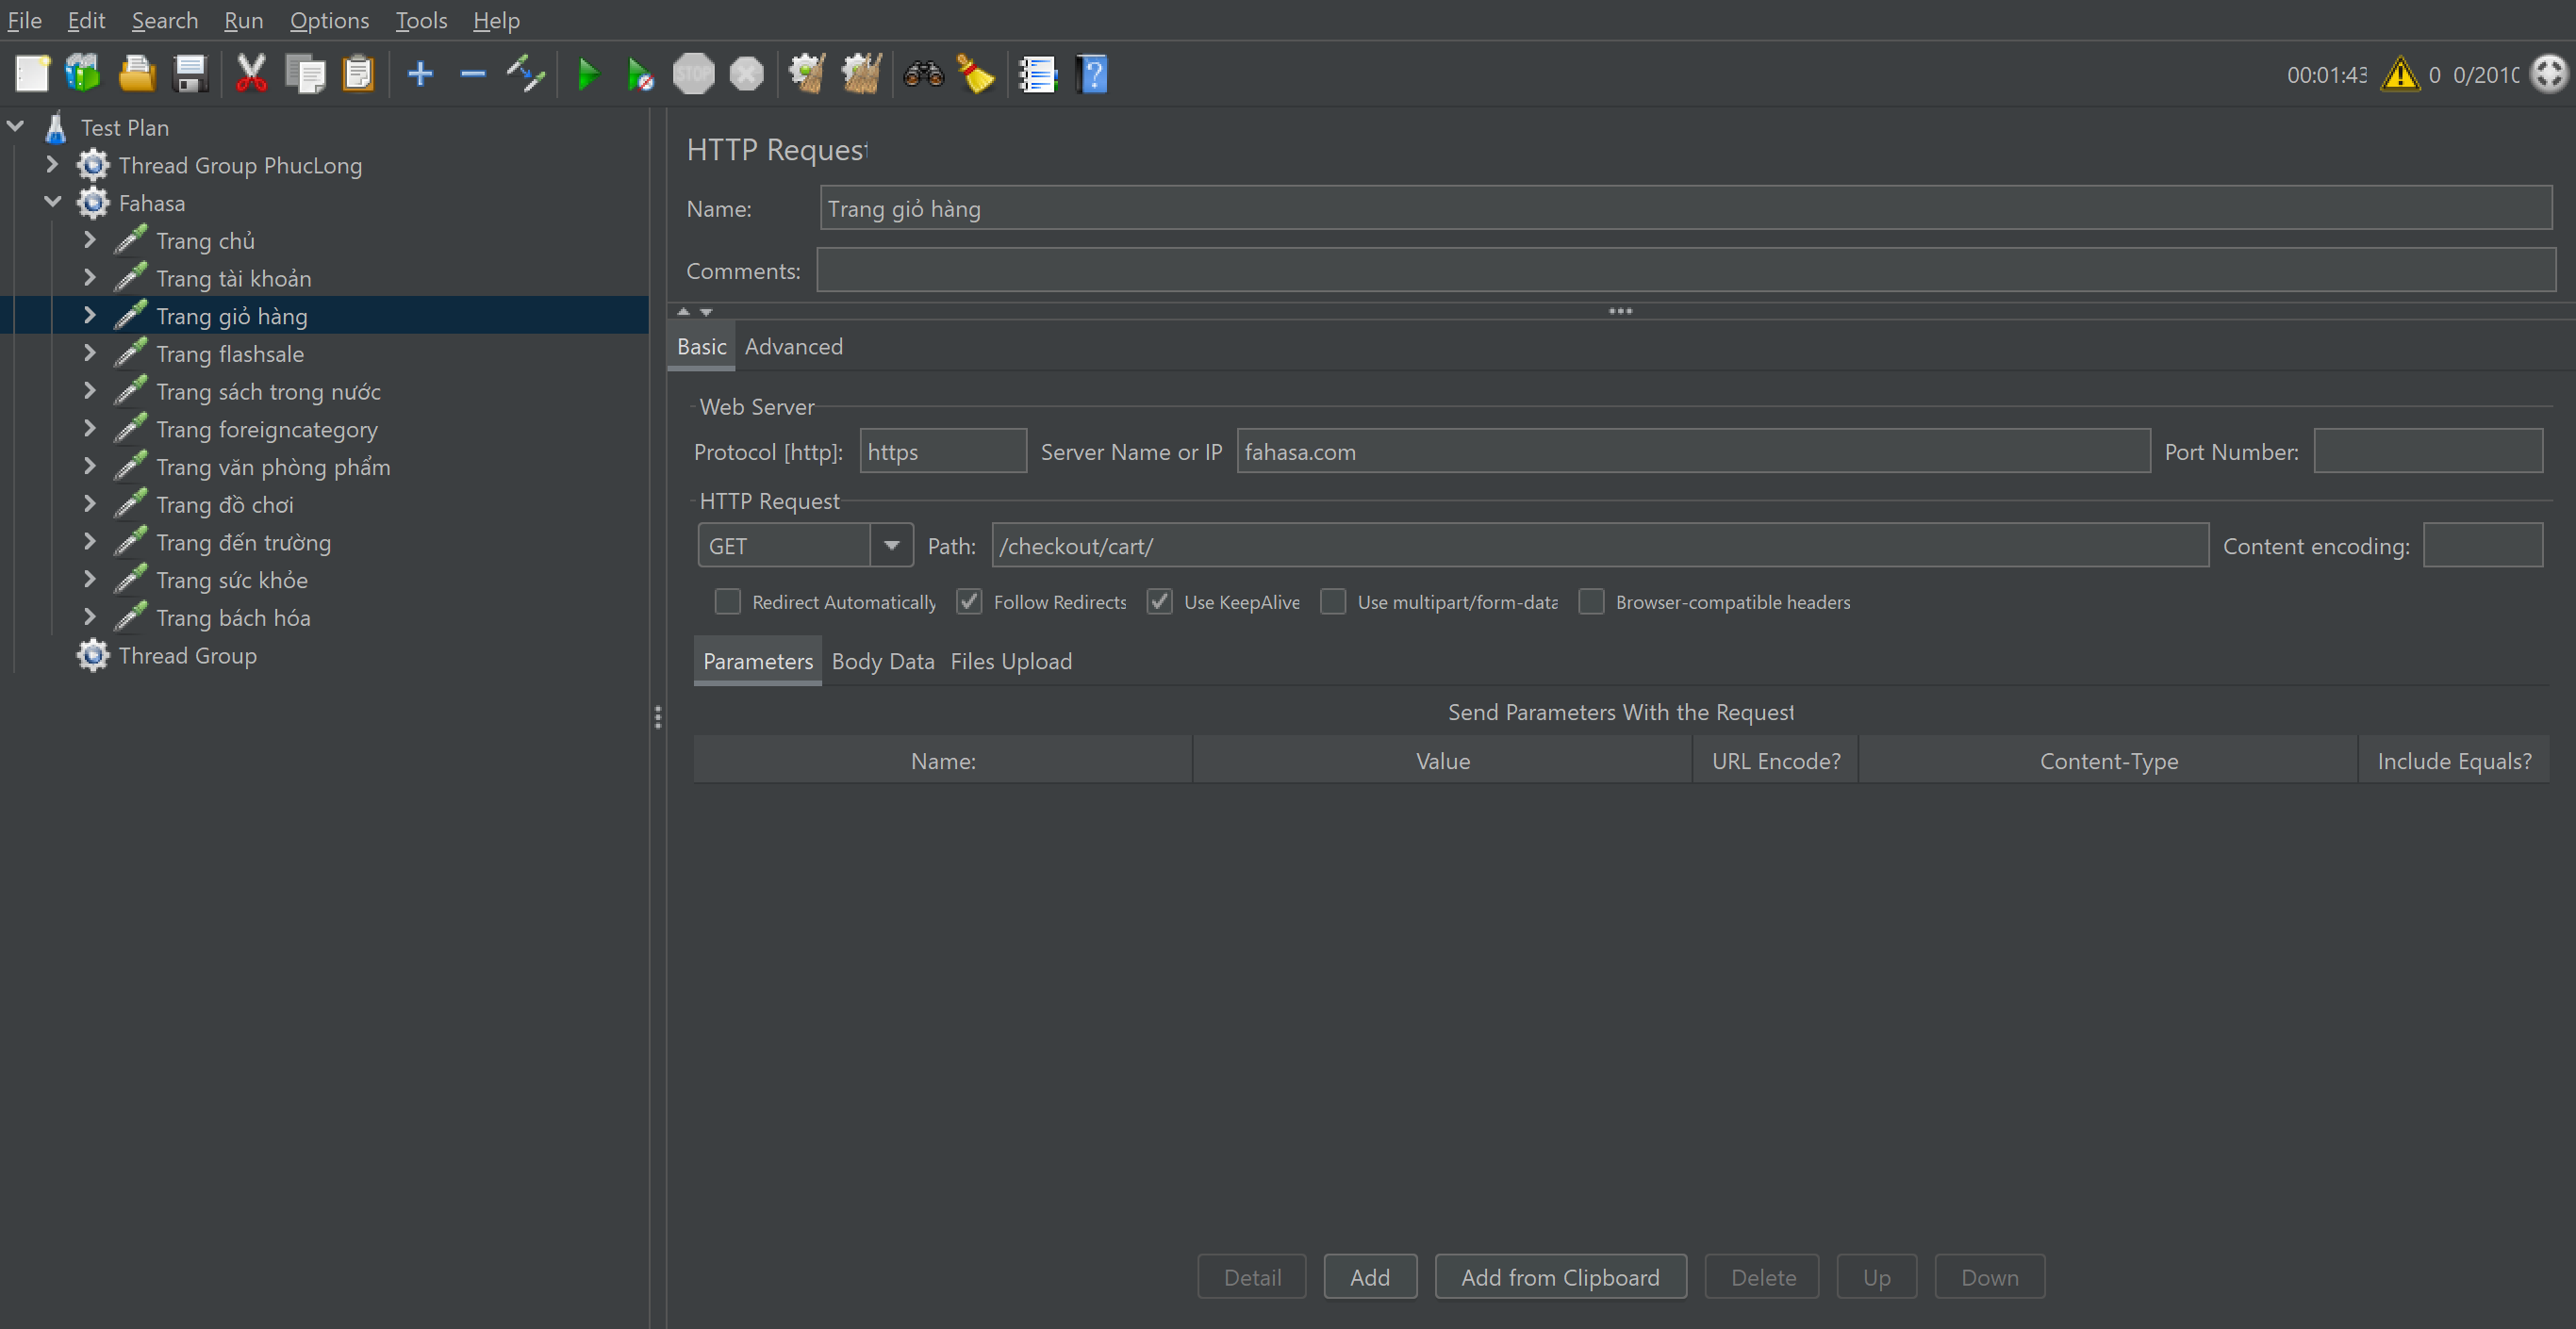 File Edit Search Run Options Tools Help
STOP
00:01:43 0 0/2010
Test Plan
Thread Group PhucLong
Fahasa
Trang chủ
Trang tài khoản
Trang giỏ hàng
Trang flashsale
Trang sách trong nước
Trang foreigncategory
Trang văn phòng phẩm
Trang đồ chơi
Trang đến trường
Trang sức khỏe
Trang bách hóa
Thread Group
HTTP Request
Name: Trang giỏ hàng
Comments:
Basic Advanced
Web Server
Protocol [http]: https Server Name or IP fahasa.com Port Number:
HTTP Request
GET Path: /checkout/cart/ Content encoding:
Redirect Automatically Follow Redirects Use KeepAlive Use multipart/form-data Browser-compatible headers
Parameters Body Data Files Upload
Send Parameters With the Request
Name: Value URL Encode? Content-Type Include Equals?
Detail Add Add from Clipboard Delete Up Down